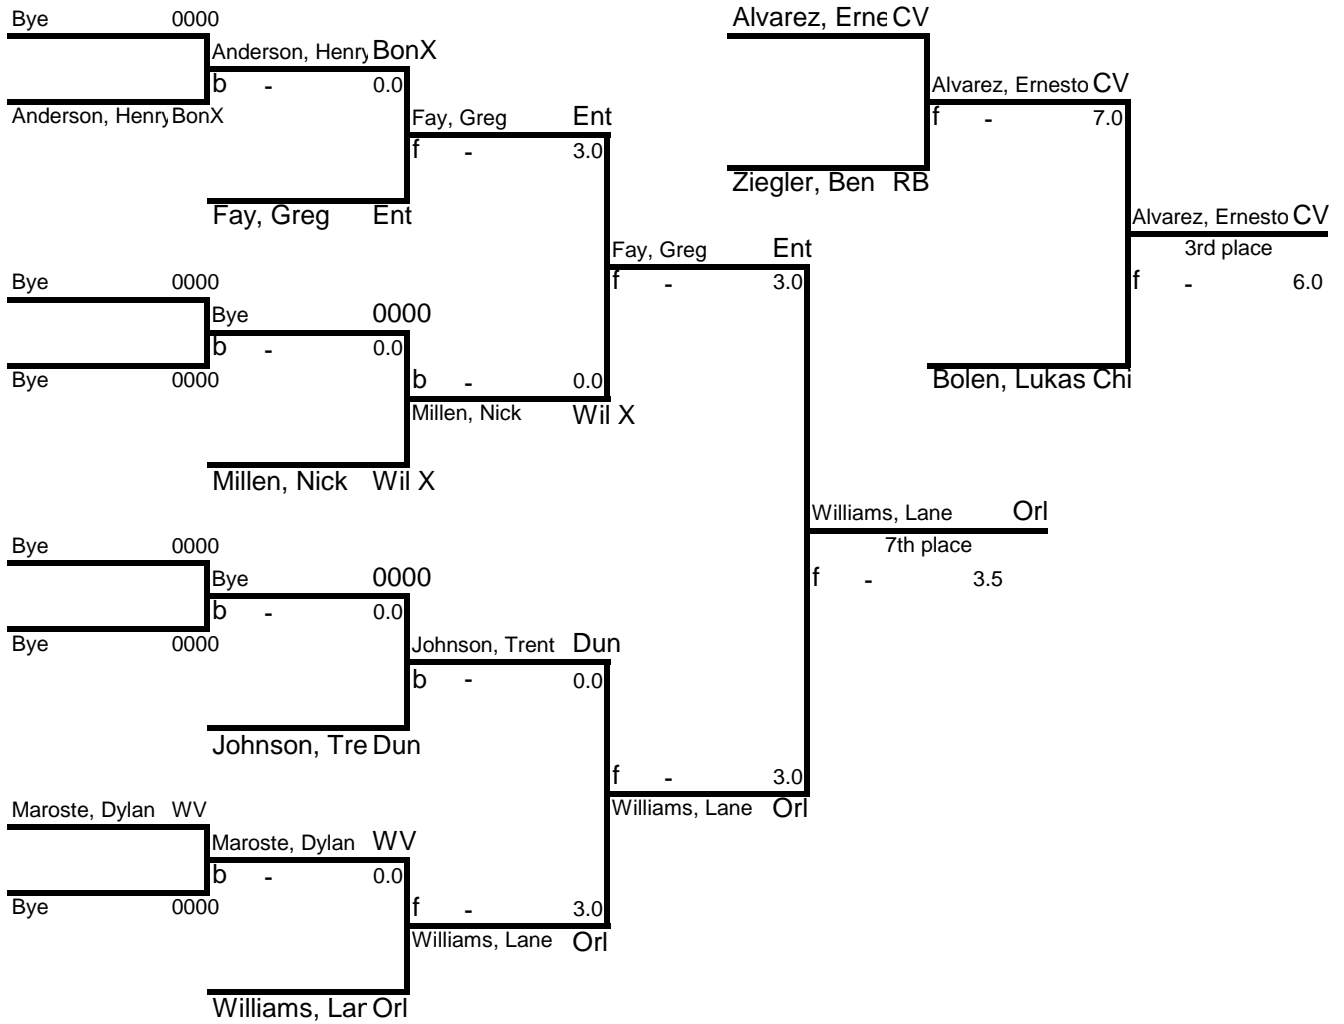 Bye 0000
Anderson, Henry BonX
b - 0.0
Anderson, Henry BonX
Fay, Greg Ent
f - 3.0
Fay, Greg Ent
Fay, Greg Ent
f - 3.0
Bye 0000
Bye 0000
b - 0.0
Bye 0000
b - 0.0
Millen, Nick Wil X
Millen, Nick Wil X
Williams, Lane Orl
7th place
f - 3.5
Bye 0000
Bye 0000
b - 0.0
Bye 0000
Johnson, Trent Dun
b - 0.0
Johnson, Tre Dun
f - 3.0
Williams, Lane Orl
Maroste, Dylan WV
Maroste, Dylan WV
b - 0.0
Bye 0000
f - 3.0
Williams, Lane Orl
Williams, Lar Orl
Alvarez, Erne CV
Alvarez, Ernesto CV
f - 7.0
Ziegler, Ben RB
Alvarez, Ernesto CV
3rd place
f - 6.0
Bolen, Lukas Chi